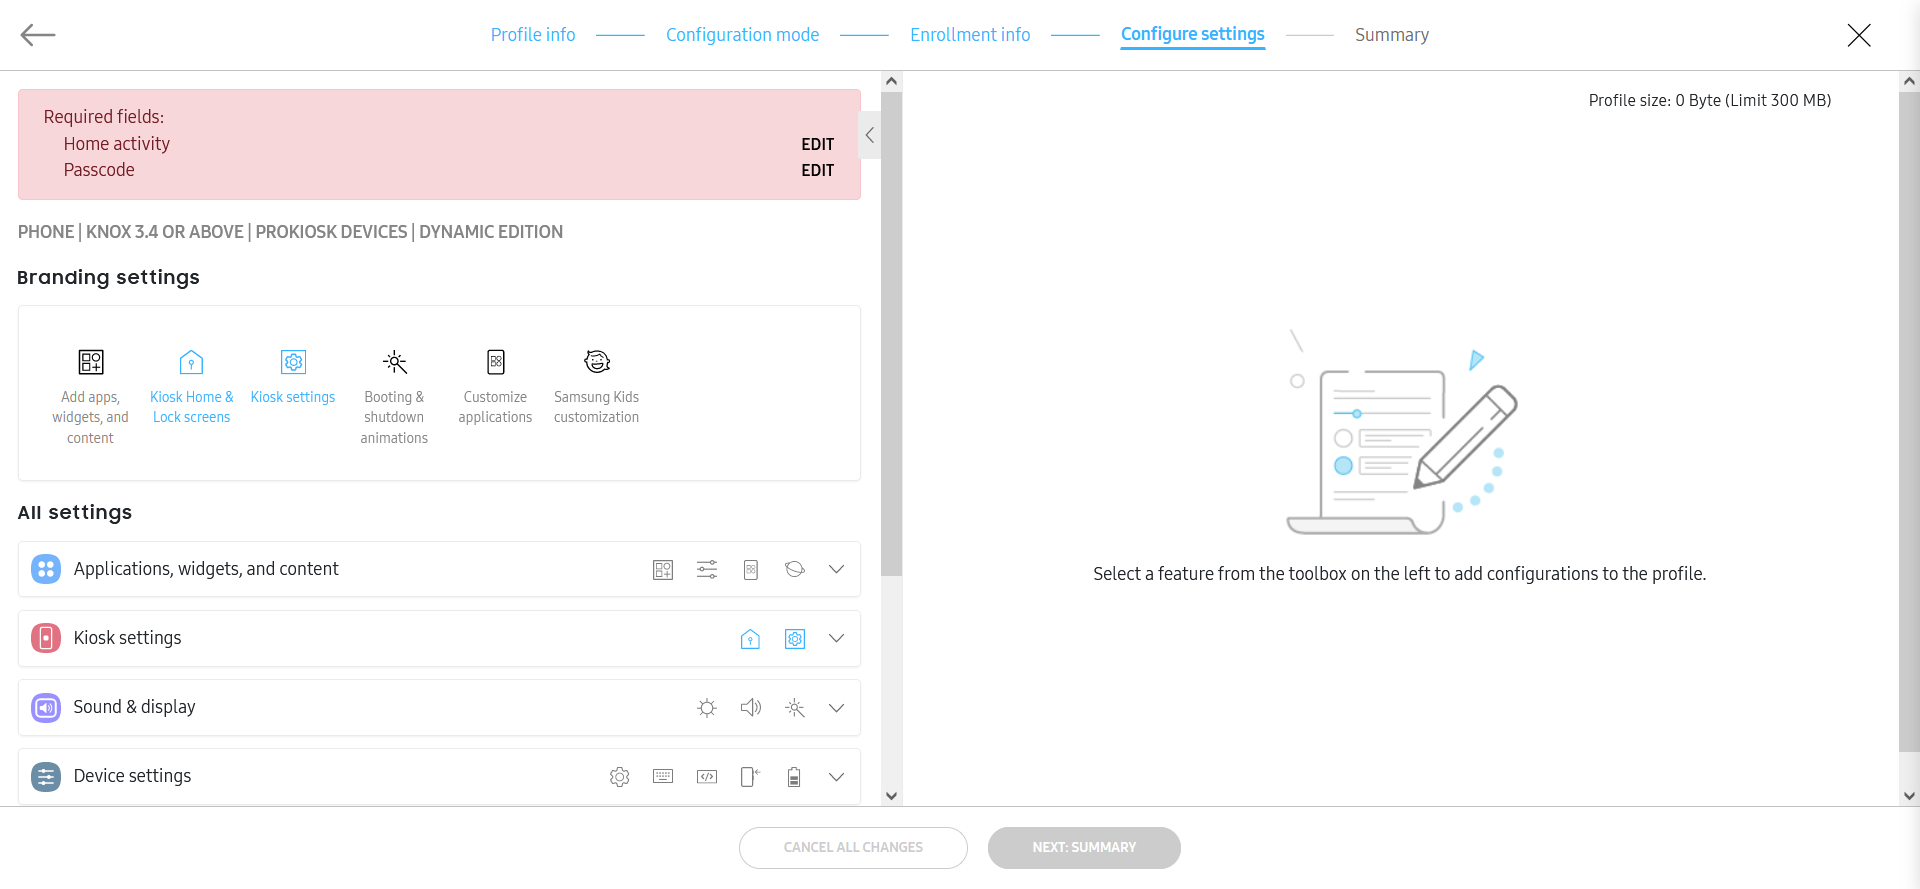 Profile info
Configuration mode
Enrollment info
Configure settings
Summary
Required fields:
Home activity EDIT
Passcode EDIT
PHONE | KNOX 3.4 OR ABOVE | PROKIOSK DEVICES | DYNAMIC EDITION
Branding settings
Add apps,
widgets, and
content
Kiosk Home &
Lock screens
Kiosk settings
Booting &
shutdown
animations
Customize
applications
Samsung Kids
customization
All settings
Applications, widgets, and content
Kiosk settings
Sound & display
Device settings
Profile size: 0 Byte (Limit 300 MB)
Select a feature from the toolbox on the left to add configurations to the profile.
CANCEL ALL CHANGES
NEXT: SUMMARY